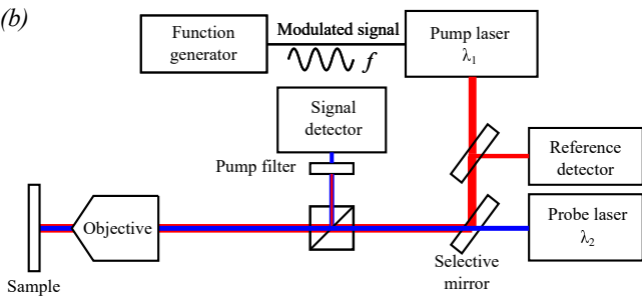 (b)
Function
generator
Modulated signal
f
Pump laser
λ1
Signal
detector
Pump filter
Reference
detector
Objective
Probe laser
λ2
Selective
mirror
Sample